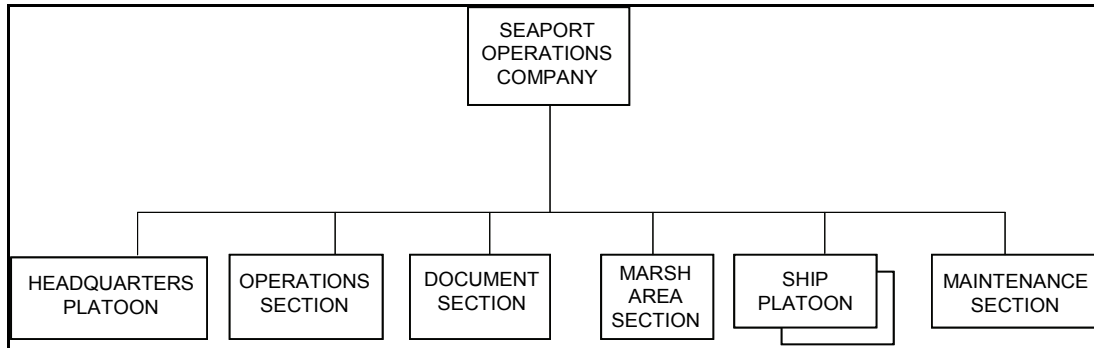 SEAPORT
OPERATIONS
COMPANY
HEADQUARTERS
PLATOON
OPERATIONS
SECTION
DOCUMENT
SECTION
MARSH
AREA
SECTION
SHIP
PLATOON
MAINTENANCE
SECTION